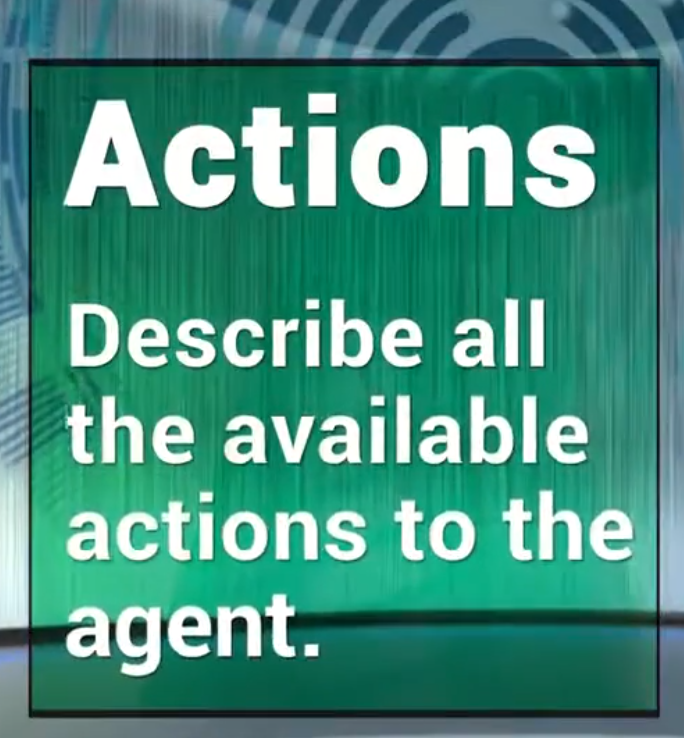 Actions
Describe all
the available
actions to the
agent.